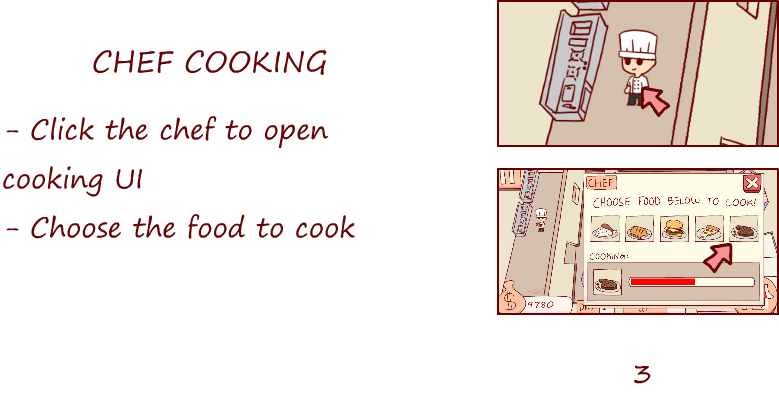 CHEF COOKING
- Click the chef to open
cooking UI
- Choose the food to cook
CHEF
CHOOSE FOOD BELOW TO COOK!
COOKING:
$ 9780
3